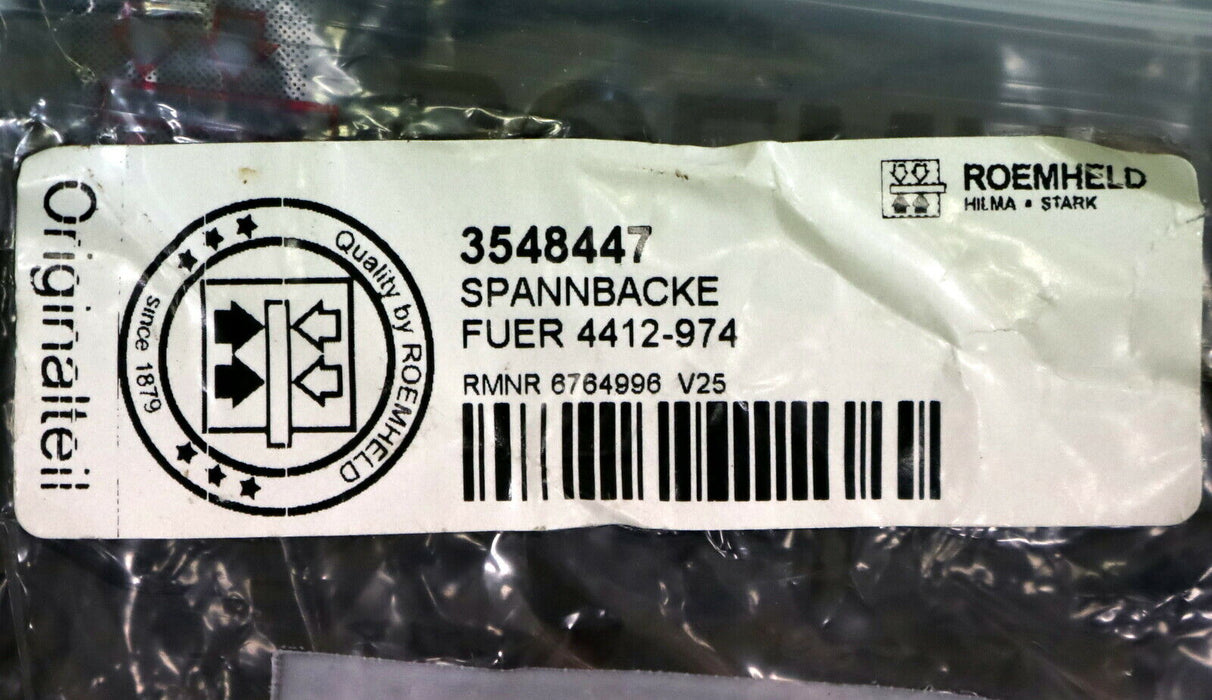 Originalteil
since 1879
Quality by ROEMHELD
3548447
SPANNBACKE
FUER 4412-974
RMNR 6764996 V25
ROEMHELD
HILMA • STARK